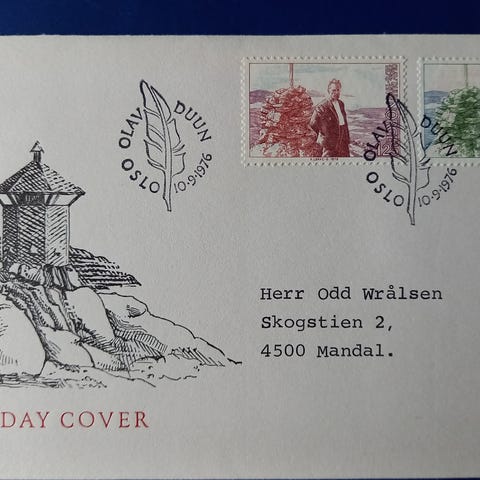 OSLO OLAV DUUN
10-9-1976
OSLO OLAV DUUN
10-9-1976
Herr Odd Wrålsen
Skogstien 2,
4500 Mandal.
DAY COVER